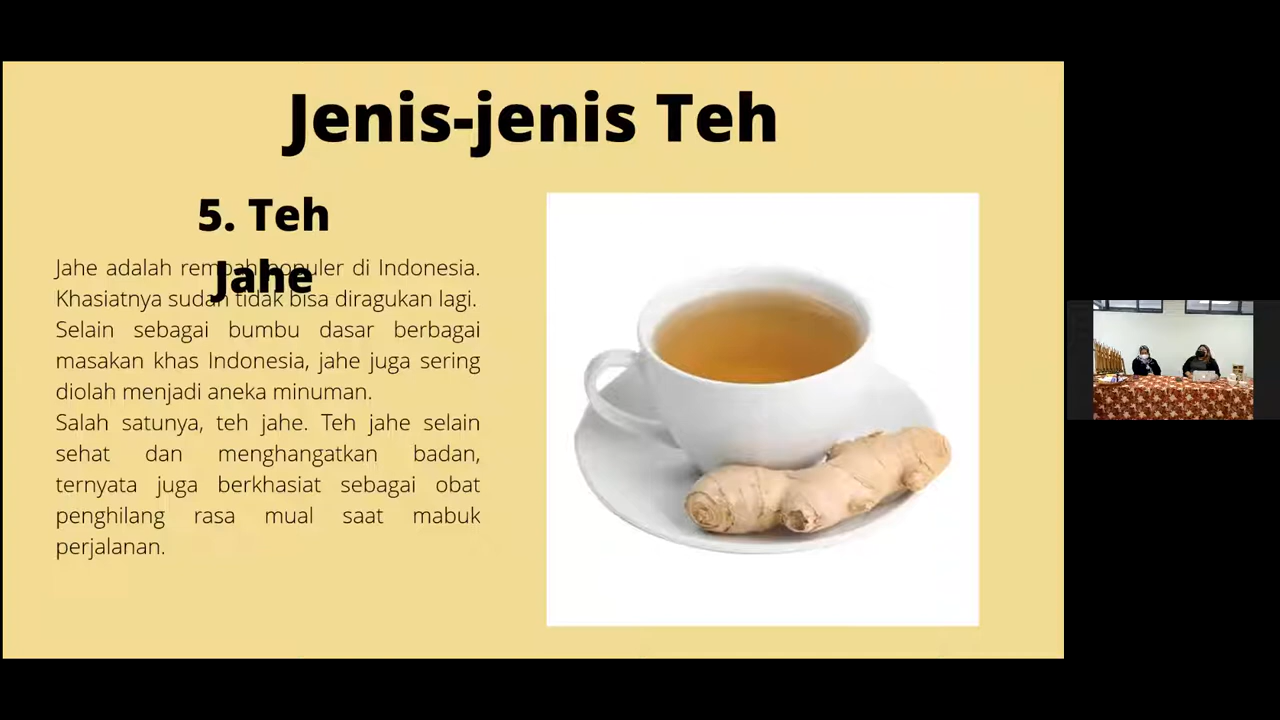 Jenis-jenis Teh
5. Teh
Jahe
Jahe adalah rempah populer di Indonesia.
Khasiatnya sudah tidak bisa diragukan lagi.
Selain sebagai bumbu dasar berbagai
masakan khas Indonesia, jahe juga sering
diolah menjadi aneka minuman.
Salah satunya, teh jahe. Teh jahe selain
sehat dan menghangatkan badan,
ternyata juga berkhasiat sebagai obat
penghilang rasa mual saat mabuk
perjalanan.